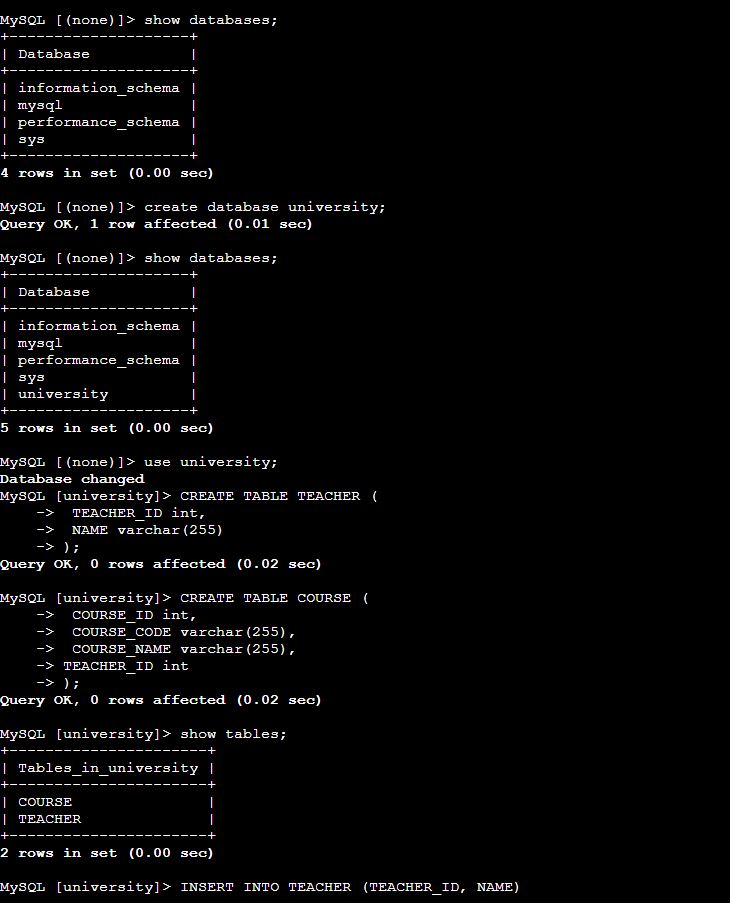 MySQL [(none)]> show databases;
+--------------------+
| Database           |
+--------------------+
| information_schema |
| mysql              |
| performance_schema |
| sys                |
+--------------------+
4 rows in set (0.00 sec)

MySQL [(none)]> create database university;
Query OK, 1 row affected (0.01 sec)

MySQL [(none)]> show databases;
+--------------------+
| Database           |
+--------------------+
| information_schema |
| mysql              |
| performance_schema |
| sys                |
| university         |
+--------------------+
5 rows in set (0.00 sec)

MySQL [(none)]> use university;
Database changed
MySQL [university]> CREATE TABLE TEACHER (
    ->  TEACHER_ID int,
    ->  NAME varchar(255)
    -> );
Query OK, 0 rows affected (0.02 sec)

MySQL [university]> CREATE TABLE COURSE (
    ->  COURSE_ID int,
    ->  COURSE_CODE varchar(255),
    ->  COURSE_NAME varchar(255),
    -> TEACHER_ID int
    -> );
Query OK, 0 rows affected (0.02 sec)

MySQL [university]> show tables;
+----------------------+
| Tables_in_university |
+----------------------+
| COURSE               |
| TEACHER              |
+----------------------+
2 rows in set (0.00 sec)

MySQL [university]> INSERT INTO TEACHER (TEACHER_ID, NAME)